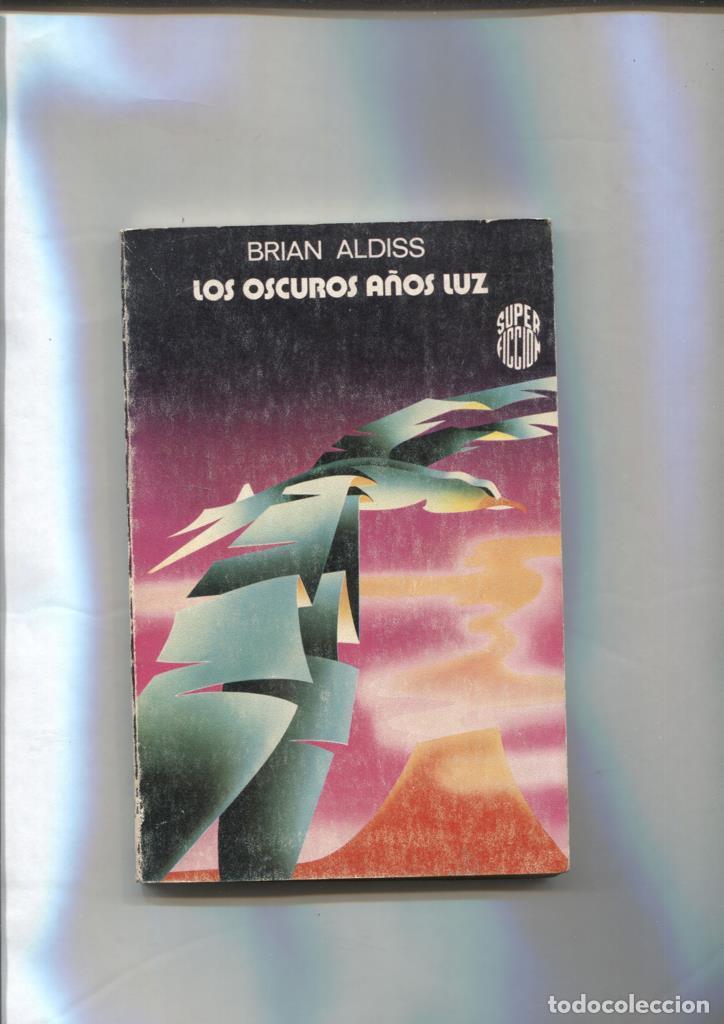 BRIAN ALDISS
LOS OSCUROS AÑOS LUZ
SUPER
FICCION
todocoleccion